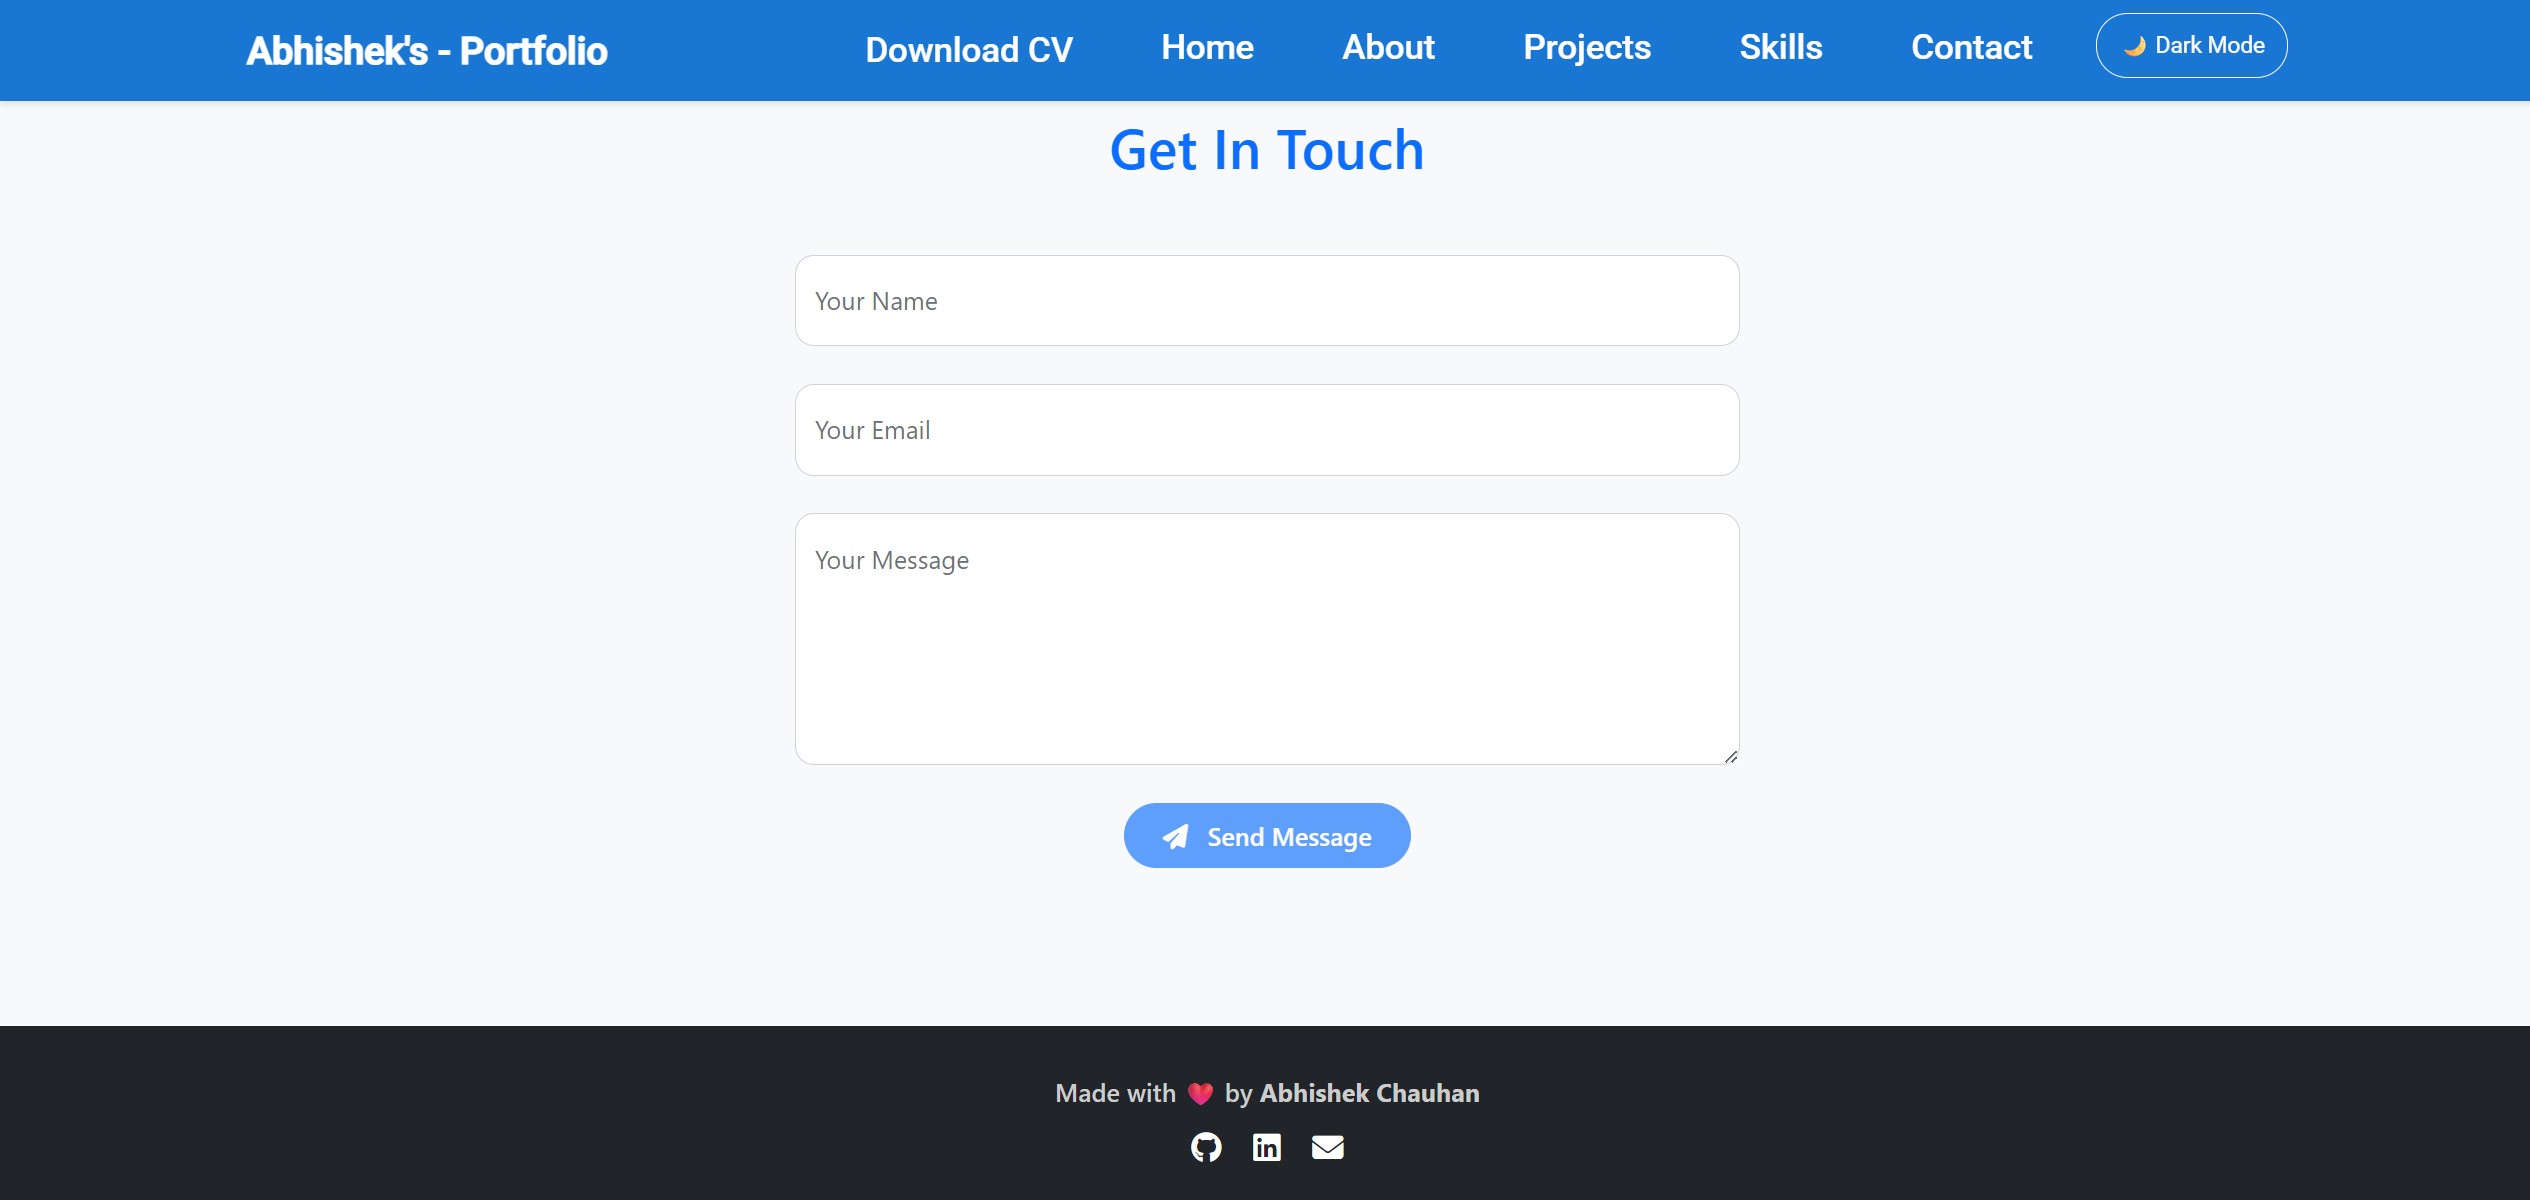 Abhishek's - Portfolio
Download CV
Home
About
Projects
Skills
Contact
🌙 Dark Mode
Get In Touch
Your Name
Your Email
Your Message
Send Message
Made with ❤️ by Abhishek Chauhan
in